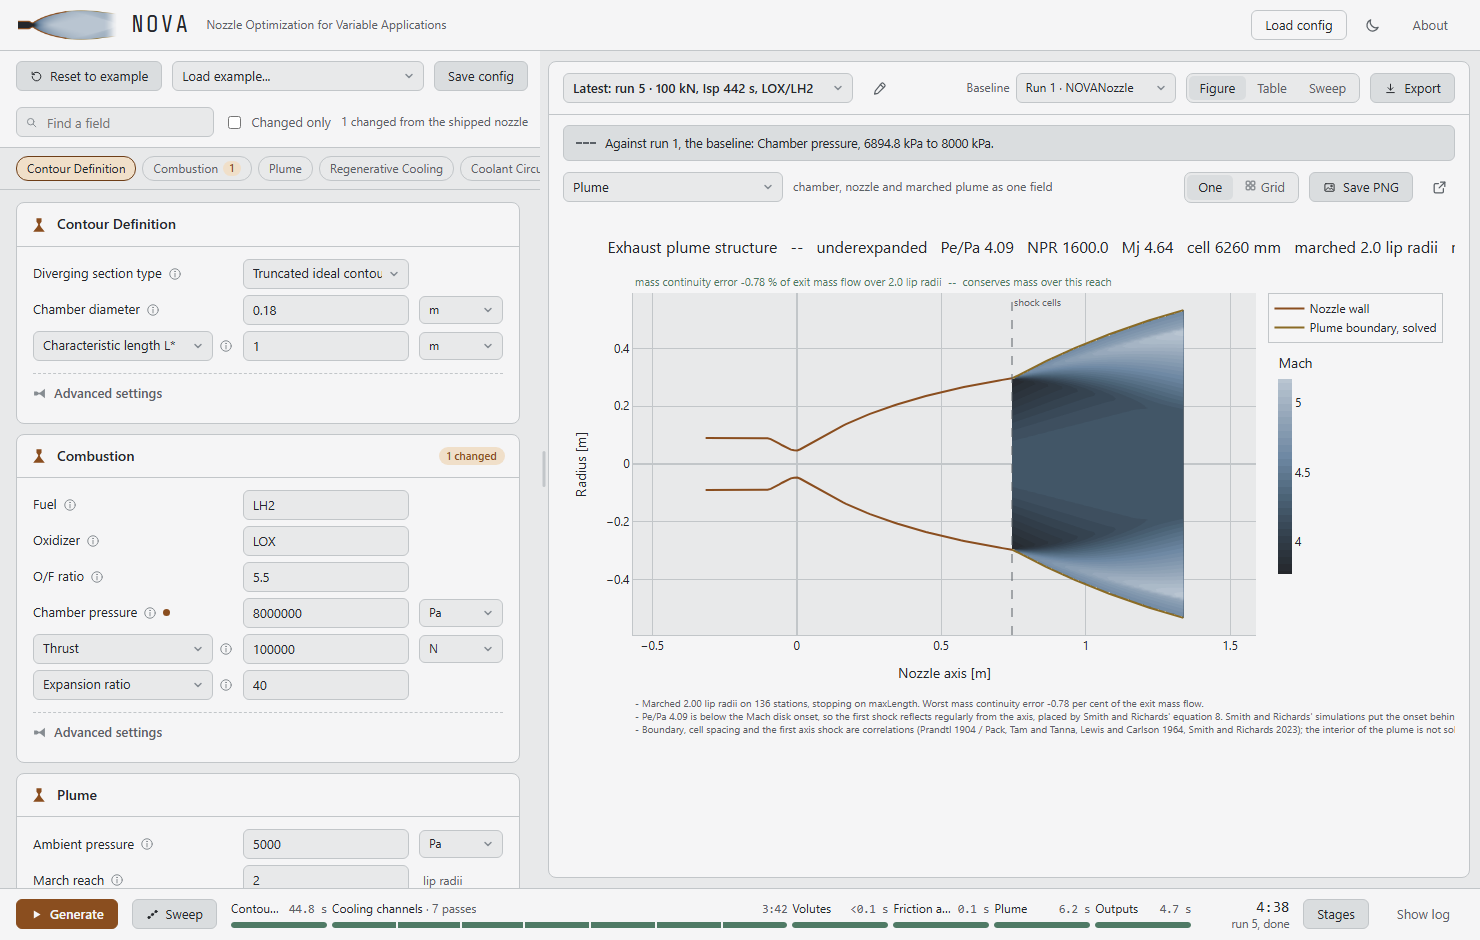 NOVA
Nozzle Optimization for Variable Applications
Load config
About
Reset to example
Load example...
Save config
Find a field
Changed only
1 changed from the shipped nozzle
Contour Definition
Combustion 1
Plume
Regenerative Cooling
Coolant Circu
Contour Definition
Diverging section type
Truncated ideal contou
Chamber diameter
0.18
m
Characteristic length L*
1
m
Advanced settings
Combustion
1 changed
Fuel
LH2
Oxidizer
LOX
O/F ratio
5.5
Chamber pressure
8000000
Pa
Thrust
100000
N
Expansion ratio
40
Advanced settings
Plume
Ambient pressure
5000
Pa
March reach
2
lip radii
Latest: run 5 · 100 kN, Isp 442 s, LOX/LH2
Baseline
Run 1 · NOVANozzle
Figure
Table
Sweep
Export
Against run 1, the baseline: Chamber pressure, 6894.8 kPa to 8000 kPa.
Plume
chamber, nozzle and marched plume as one field
One
Grid
Save PNG
Exhaust plume structure -- underexpanded Pe/Pa 4.09 NPR 1600.0 Mj 4.64 cell 6260 mm marched 2.0 lip radii
mass continuity error -0.78 % of exit mass flow over 2.0 lip radii -- conserves mass over this reach
shock cells
Nozzle wall
Plume boundary, solved
Mach
5
4.5
4
0.4
0.2
0
−0.2
−0.4
Radius [m]
−0.5
0
0.5
1
1.5
Nozzle axis [m]
- Marched 2.00 lip radii on 136 stations, stopping on maxLength. Worst mass continuity error -0.78 per cent of the exit mass flow.
- Pe/Pa 4.09 is below the Mach disk onset, so the first shock reflects regularly from the axis, placed by Smith and Richards' equation 8. Smith and Richards' simulations put the onset behin
- Boundary, cell spacing and the first axis shock are correlations (Prandtl 1904 / Pack, Tam and Tanna, Lewis and Carlson 1964, Smith and Richards 2023); the interior of the plume is not sol
Generate
Sweep
Contou... 44.8 s
Cooling channels · 7 passes 3:42
Volutes <0.1 s
Friction a... 0.1 s
Plume 6.2 s
Outputs 4.7 s
4:38
run 5, done
Stages
Show log